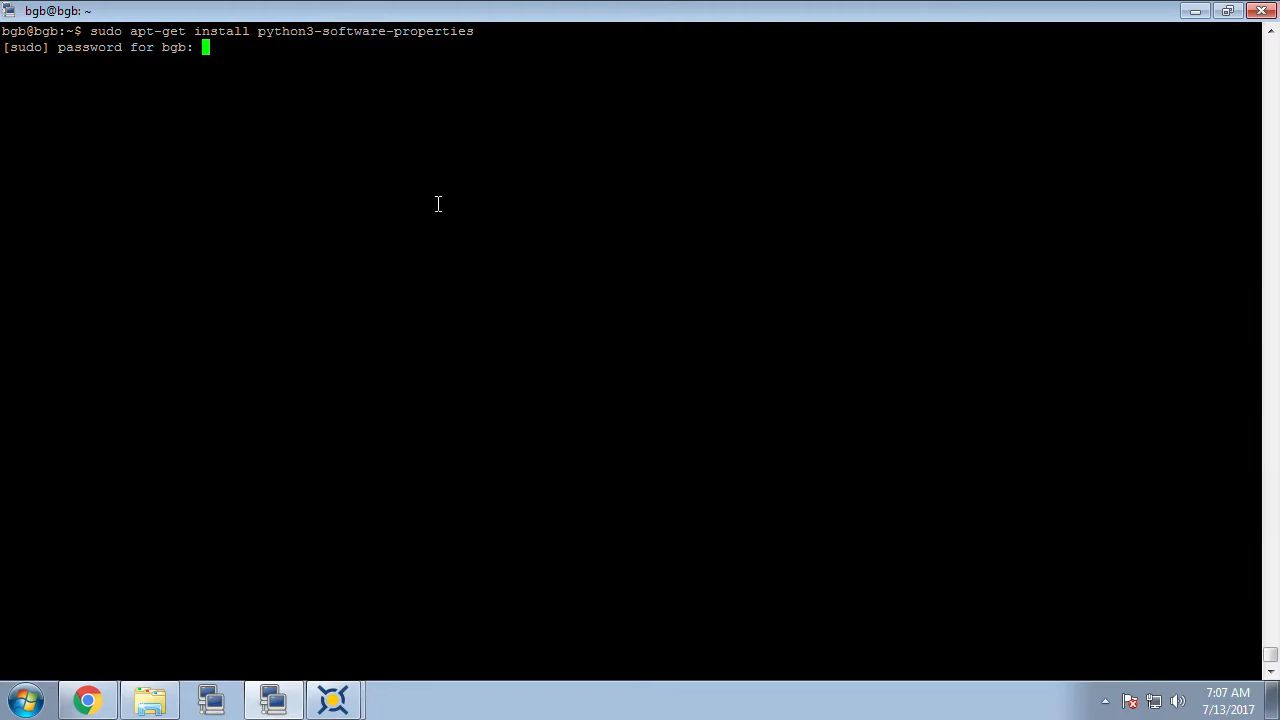 bgb@bgb: ~
bgb@bgb:~$ sudo apt-get install python3-software-properties
[sudo] password for bgb:
7:07 AM
7/13/2017